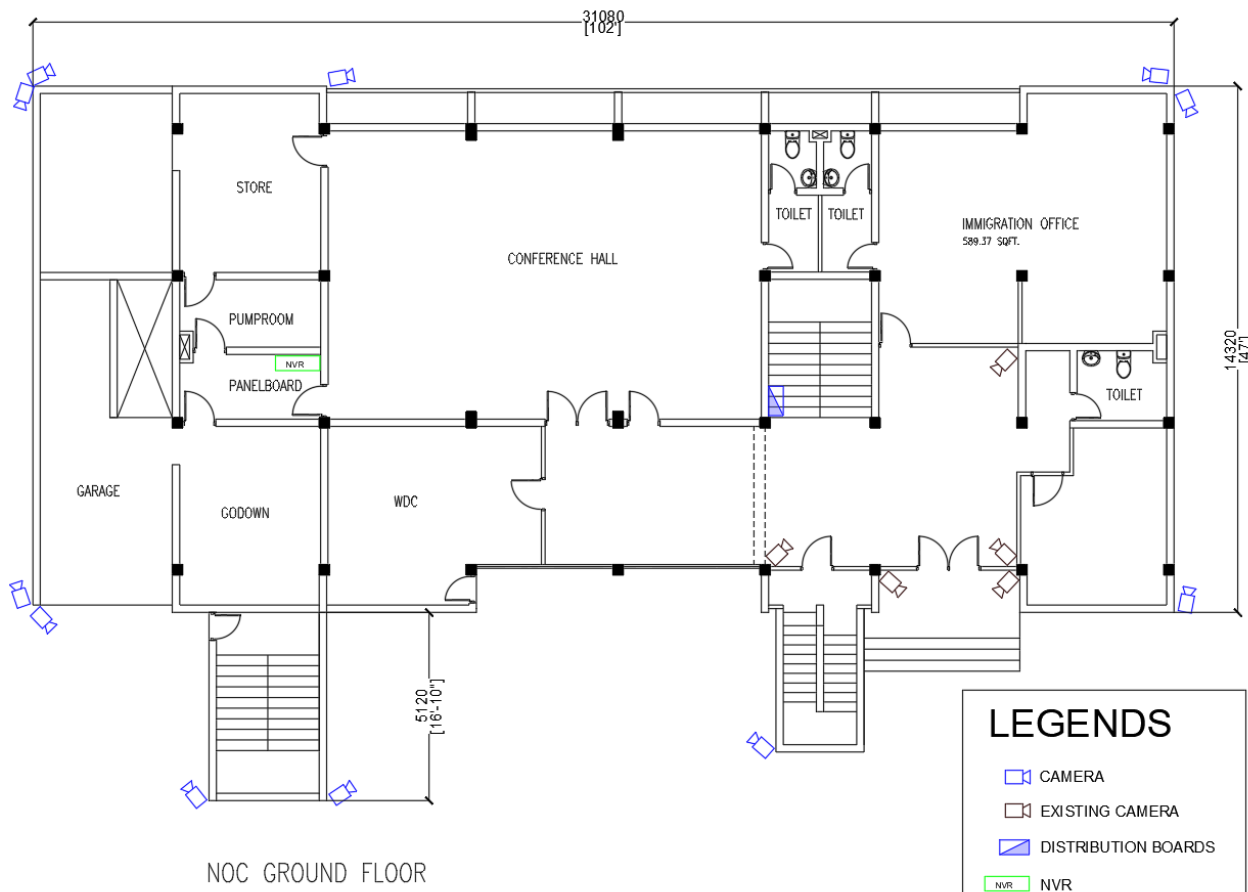 31080
[102']
STORE
TOILET
TOILET
IMMIGRATION OFFICE
589.37 SQFT.
CONFERENCE HALL
PUMPROOM
NVR
PANELBOARD
14320
[47']
TOILET
GARAGE
GODOWN
WDC
5120
[16'-10"]
LEGENDS
CAMERA
EXISTING CAMERA
DISTRIBUTION BOARDS
NVR NVR
NOC GROUND FLOOR